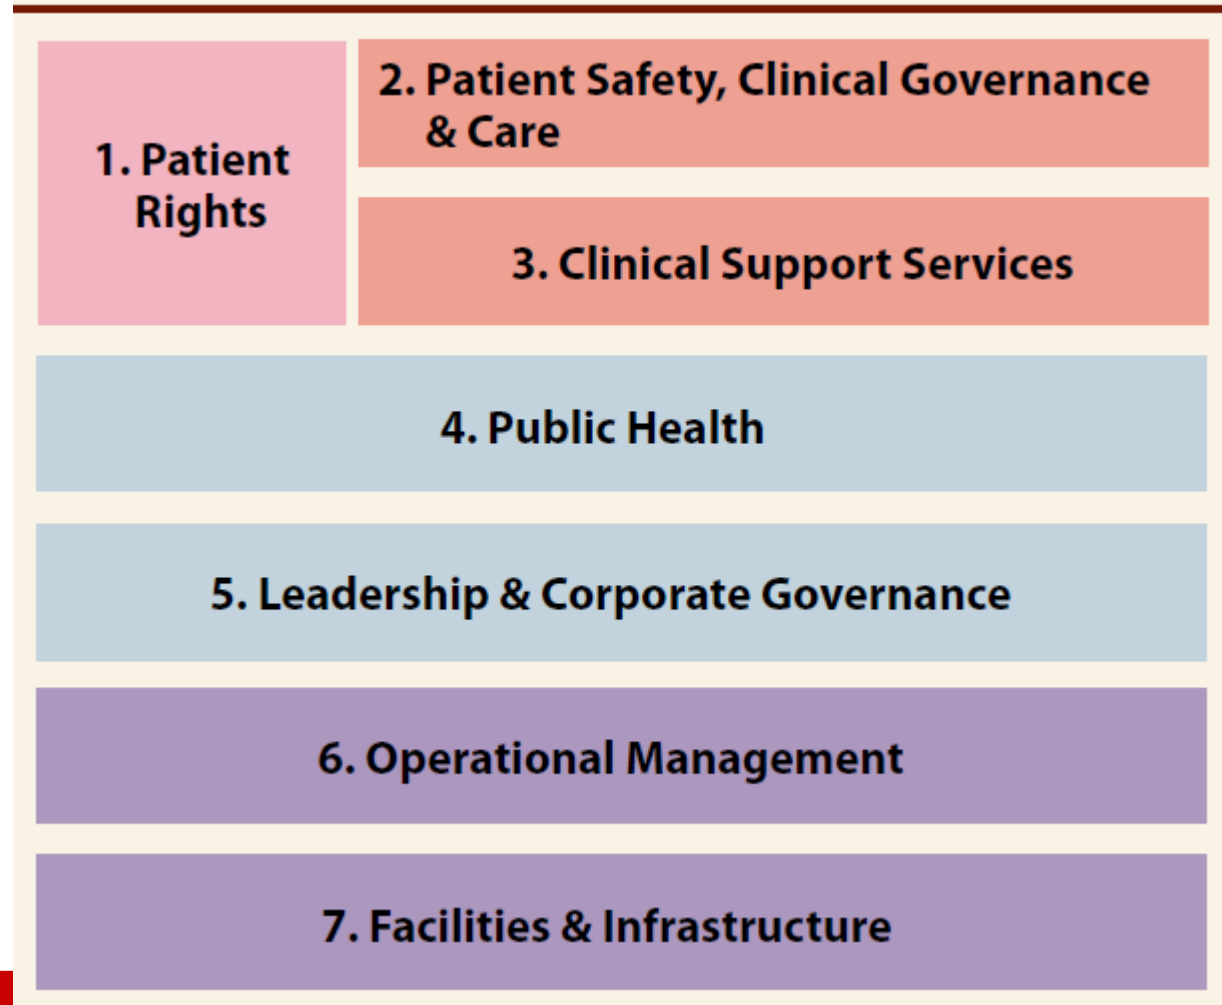 1. Patient
Rights
2. Patient Safety, Clinical Governance
& Care
3. Clinical Support Services
4. Public Health
5. Leadership & Corporate Governance
6. Operational Management
7. Facilities & Infrastructure